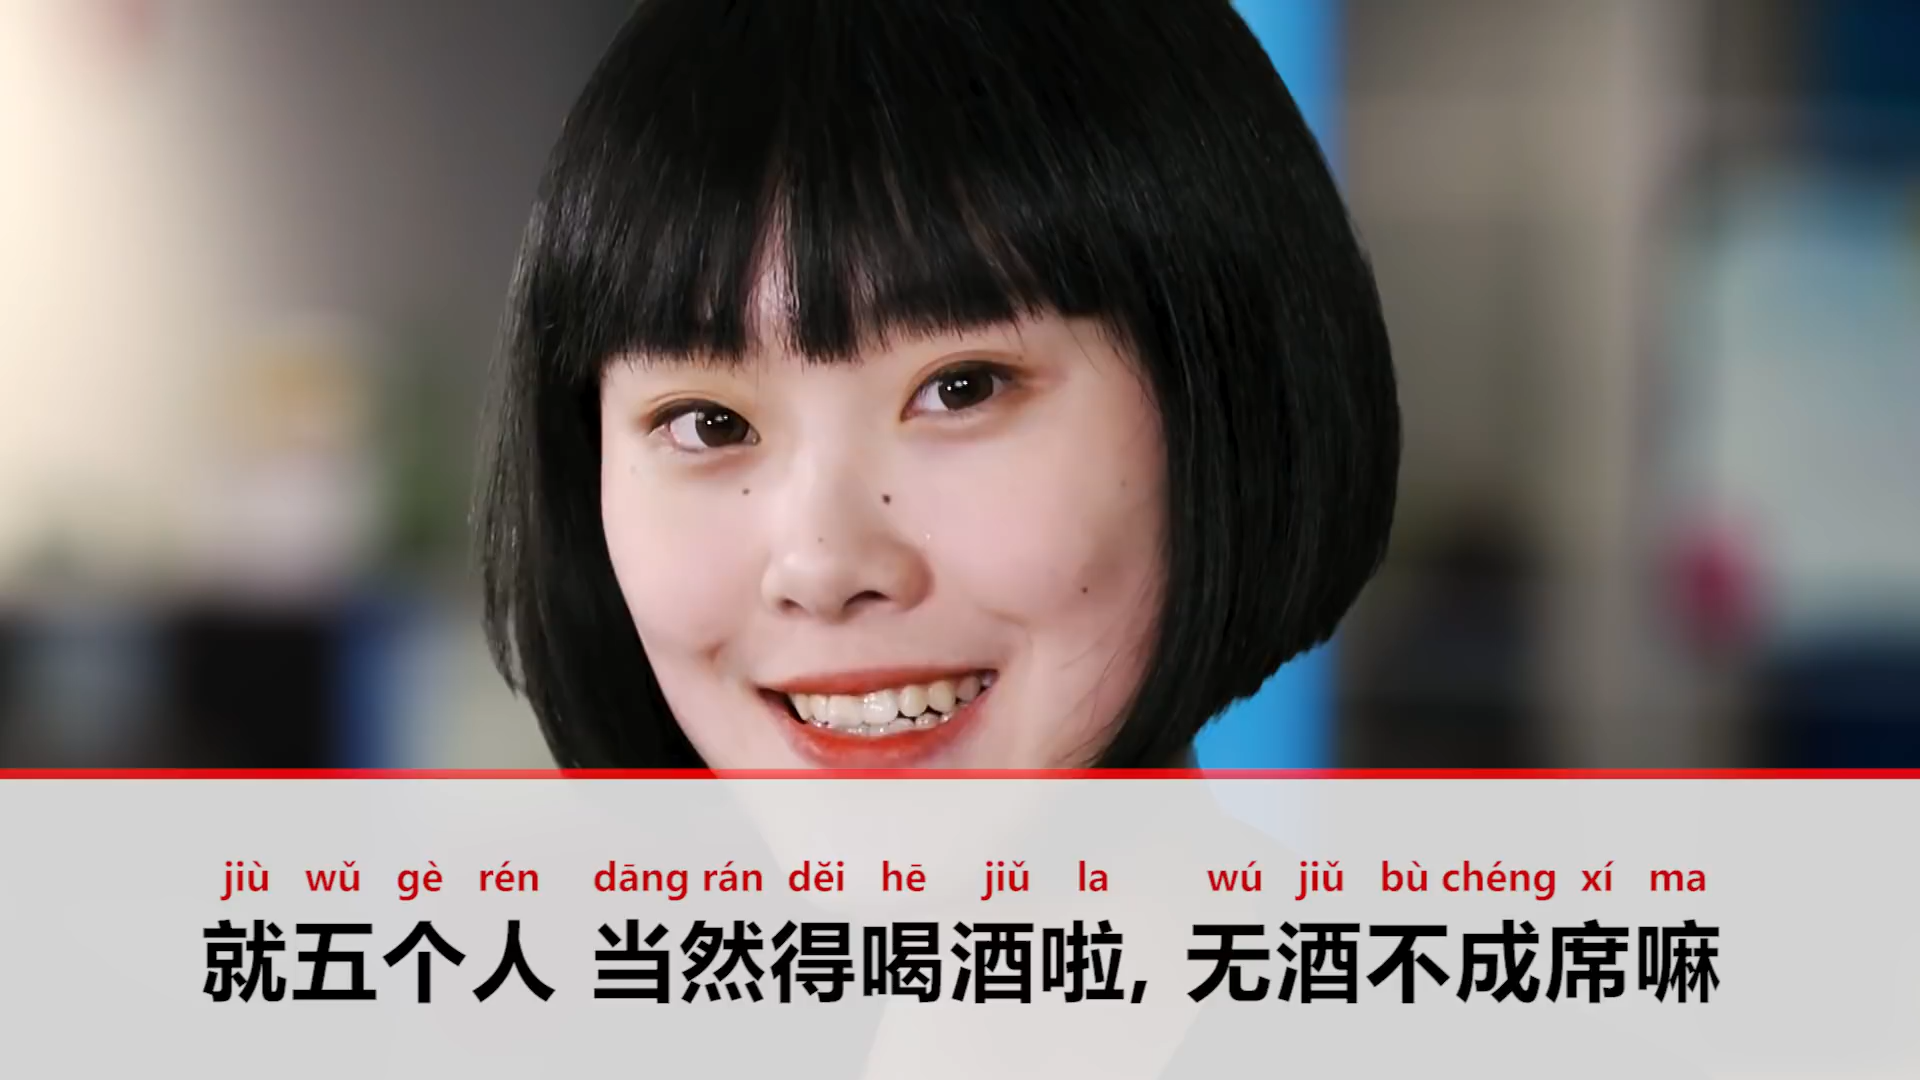 jiù wǔ gè rén dāng rán děi hē jiǔ la wú jiǔ bù chéng xí ma
就五个人 当然得喝酒啦, 无酒不成席嘛